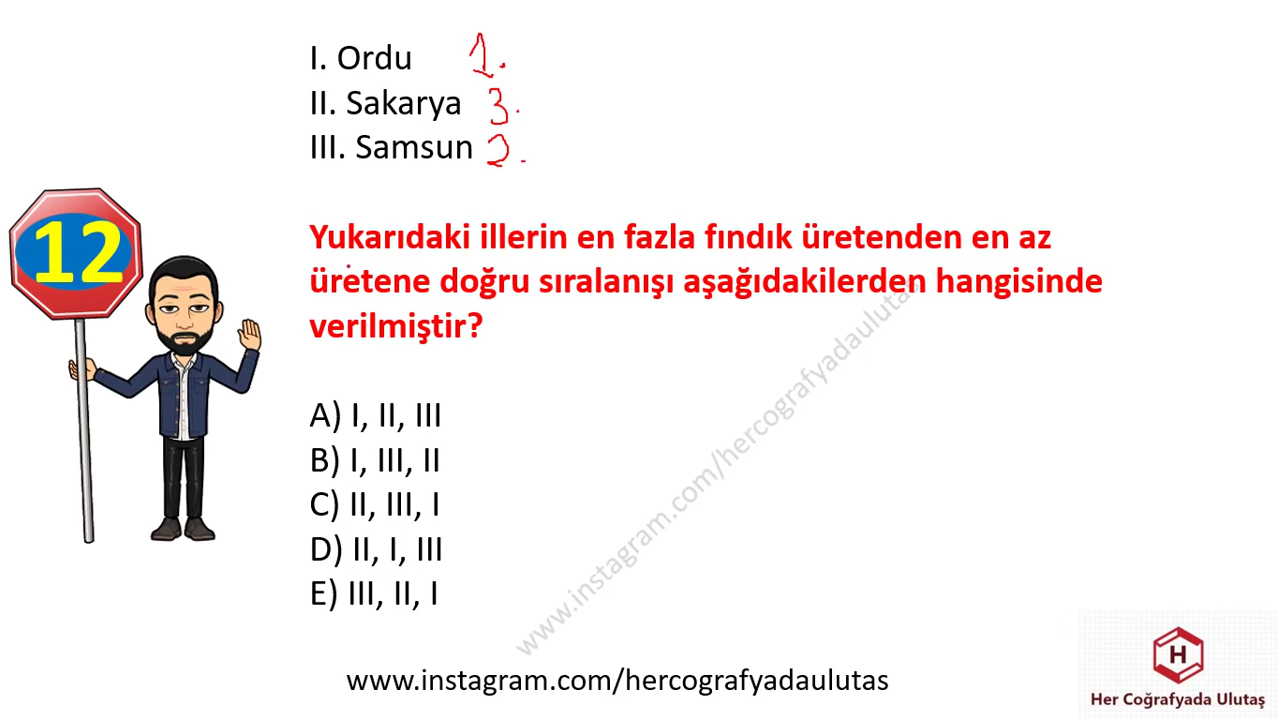 I. Ordu 1.
II. Sakarya 3.
III. Samsun 2.
12
Yukarıdaki illerin en fazla fındık üretenden en az
üretene doğru sıralanışı aşağıdakilerden hangisinde
verilmiştir?
A) I, II, III
B) I, III, II
C) II, III, I
D) II, I, III
E) III, II, I
www.instagram.com/hercografyadaulutas
www.instagram.com/hercografyadaulutas
H
Her Coğrafyada Ulutaş